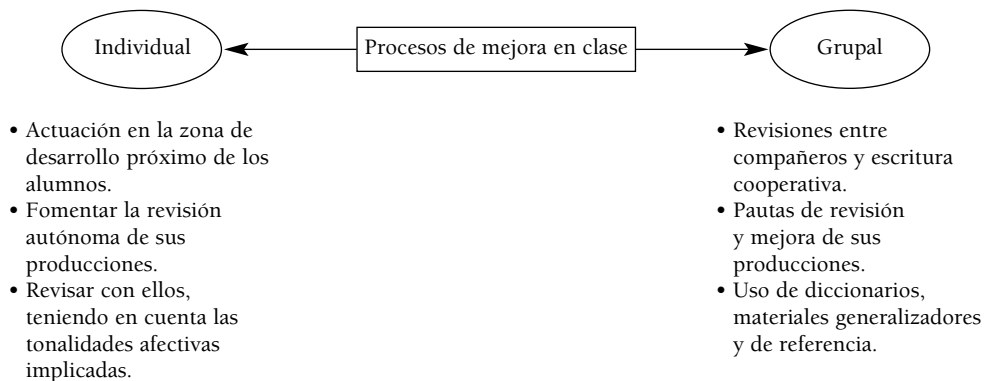 Individual
Procesos de mejora en clase
Grupal
• Actuación en la zona de
desarrollo próximo de los
alumnos.
• Fomentar la revisión
autónoma de sus
producciones.
• Revisar con ellos,
teniendo en cuenta las
tonalidades afectivas
implicadas.
• Revisiones entre
compañeros y escritura
cooperativa.
• Pautas de revisión
y mejora de sus
producciones.
• Uso de diccionarios,
materiales generalizadores
y de referencia.